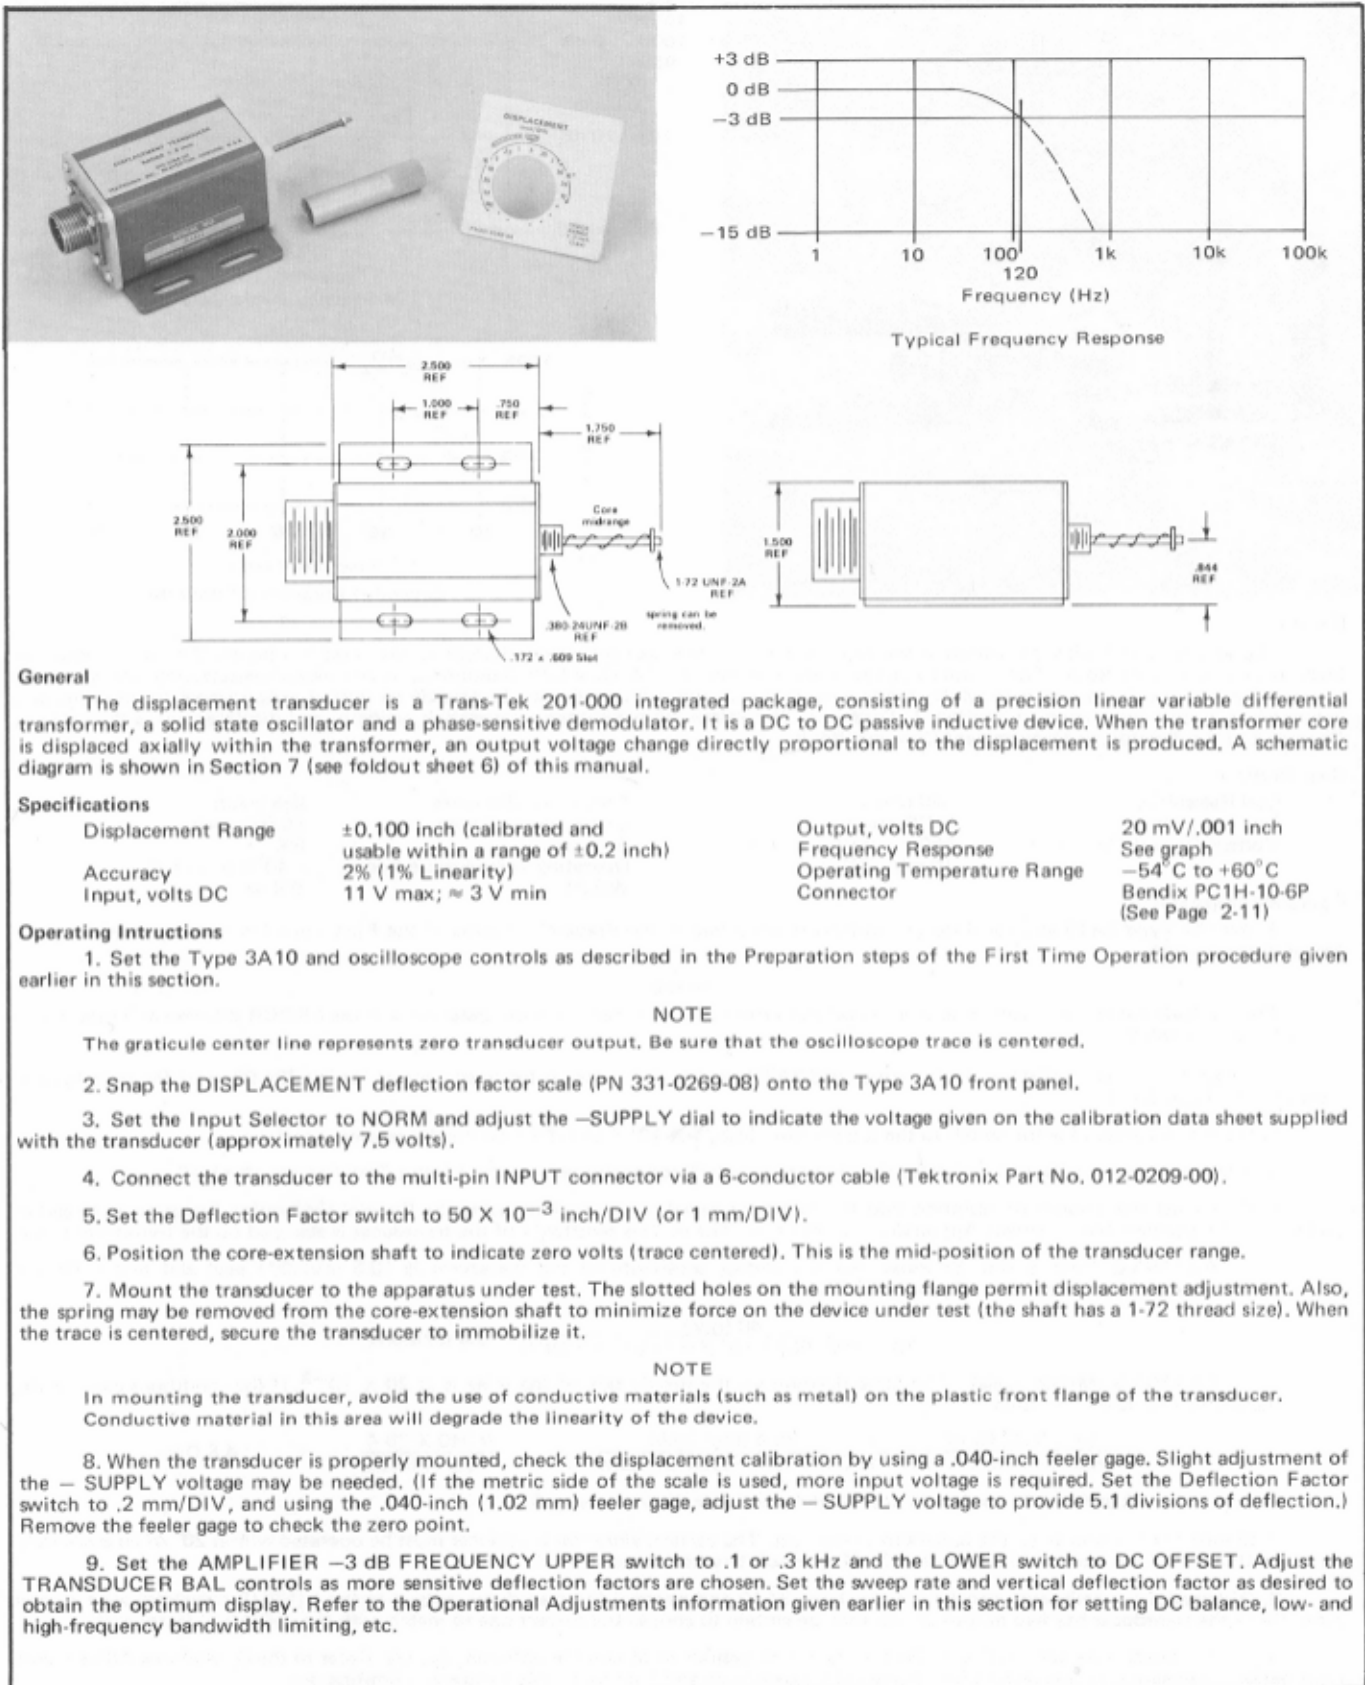 DISPLACEMENT TRANSDUCER
DISPLACEMENT
+3 dB
0 dB
−3 dB
−15 dB
1
10
100
1k
10k
100k
120
Frequency (Hz)
Typical Frequency Response
2.500
REF
1.000
REF
.750
REF
1.750
REF
2.500
REF
2.000
REF
Core
midrange
1-72 UNF-2A
REF
spring can be
removed.
.380-24UNF-2B
REF
.172 x .609 Slot
1.500
REF
.844
REF
General
The displacement transducer is a Trans-Tek 201-000 integrated package, consisting of a precision linear variable differential
transformer, a solid state oscillator and a phase-sensitive demodulator. It is a DC to DC passive inductive device. When the transformer core
is displaced axially within the transformer, an output voltage change directly proportional to the displacement is produced. A schematic
diagram is shown in Section 7 (see foldout sheet 6) of this manual.
Specifications
Displacement Range ±0.100 inch (calibrated and
usable within a range of ±0.2 inch)
Accuracy 2% (1% Linearity)
Input, volts DC 11 V max; ≈ 3 V min
Output, volts DC 20 mV/.001 inch
Frequency Response See graph
Operating Temperature Range −54°C to +60°C
Connector Bendix PC1H-10-6P
(See Page 2-11)
Operating Intructions
1. Set the Type 3A10 and oscilloscope controls as described in the Preparation steps of the First Time Operation procedure given
earlier in this section.
NOTE
The graticule center line represents zero transducer output. Be sure that the oscilloscope trace is centered.
2. Snap the DISPLACEMENT deflection factor scale (PN 331-0269-08) onto the Type 3A10 front panel.
3. Set the Input Selector to NORM and adjust the −SUPPLY dial to indicate the voltage given on the calibration data sheet supplied
with the transducer (approximately 7.5 volts).
4. Connect the transducer to the multi-pin INPUT connector via a 6-conductor cable (Tektronix Part No. 012-0209-00).
5. Set the Deflection Factor switch to 50 X 10−3 inch/DIV (or 1 mm/DIV).
6. Position the core-extension shaft to indicate zero volts (trace centered). This is the mid-position of the transducer range.
7. Mount the transducer to the apparatus under test. The slotted holes on the mounting flange permit displacement adjustment. Also,
the spring may be removed from the core-extension shaft to minimize force on the device under test (the shaft has a 1-72 thread size). When
the trace is centered, secure the transducer to immobilize it.
NOTE
In mounting the transducer, avoid the use of conductive materials (such as metal) on the plastic front flange of the transducer.
Conductive material in this area will degrade the linearity of the device.
8. When the transducer is properly mounted, check the displacement calibration by using a .040-inch feeler gage. Slight adjustment of
the − SUPPLY voltage may be needed. (If the metric side of the scale is used, more input voltage is required. Set the Deflection Factor
switch to .2 mm/DIV, and using the .040-inch (1.02 mm) feeler gage, adjust the − SUPPLY voltage to provide 5.1 divisions of deflection.)
Remove the feeler gage to check the zero point.
9. Set the AMPLIFIER −3 dB FREQUENCY UPPER switch to .1 or .3 kHz and the LOWER switch to DC OFFSET. Adjust the
TRANSDUCER BAL controls as more sensitive deflection factors are chosen. Set the sweep rate and vertical deflection factor as desired to
obtain the optimum display. Refer to the Operational Adjustments information given earlier in this section for setting DC balance, low- and
high-frequency bandwidth limiting, etc.